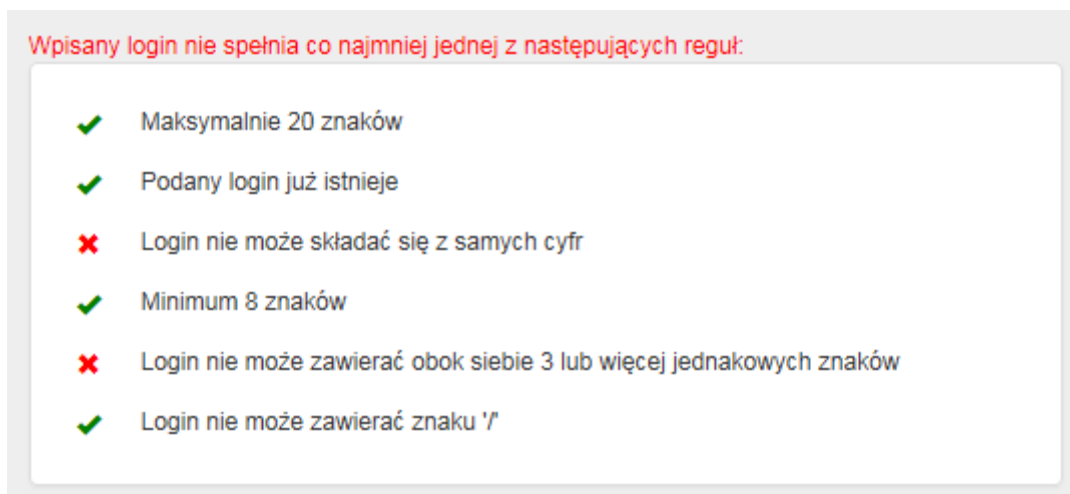 Wpisany login nie spełnia co najmniej jednej z następujących reguł:
Maksymalnie 20 znaków
Podany login już istnieje
Login nie może składać się z samych cyfr
Minimum 8 znaków
Login nie może zawierać obok siebie 3 lub więcej jednakowych znaków
Login nie może zawierać znaku '/'